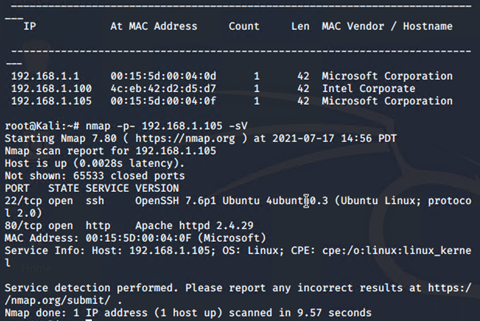 -----------------------------------------------------------------------------
---
IP At MAC Address Count Len MAC Vendor / Hostname
-----------------------------------------------------------------------------
---
192.168.1.1 00:15:5d:00:04:0d 1 42 Microsoft Corporation
192.168.1.100 4c:eb:42:d2:d5:d7 1 42 Intel Corporate
192.168.1.105 00:15:5d:00:04:0f 1 42 Microsoft Corporation
root@Kali:~# nmap -p- 192.168.1.105 -sV
Starting Nmap 7.80 ( https://nmap.org ) at 2021-07-17 14:56 PDT
Nmap scan report for 192.168.1.105
Host is up (0.0028s latency).
Not shown: 65533 closed ports
PORT STATE SERVICE VERSION
22/tcp open ssh OpenSSH 7.6p1 Ubuntu 4ubuntu0.3 (Ubuntu Linux; protoco
l 2.0)
80/tcp open http Apache httpd 2.4.29
MAC Address: 00:15:5D:00:04:0F (Microsoft)
Service Info: Host: 192.168.1.105; OS: Linux; CPE: cpe:/o:linux:linux_kerne
l
Service detection performed. Please report any incorrect results at https:/
/nmap.org/submit/ .
Nmap done: 1 IP address (1 host up) scanned in 9.57 seconds